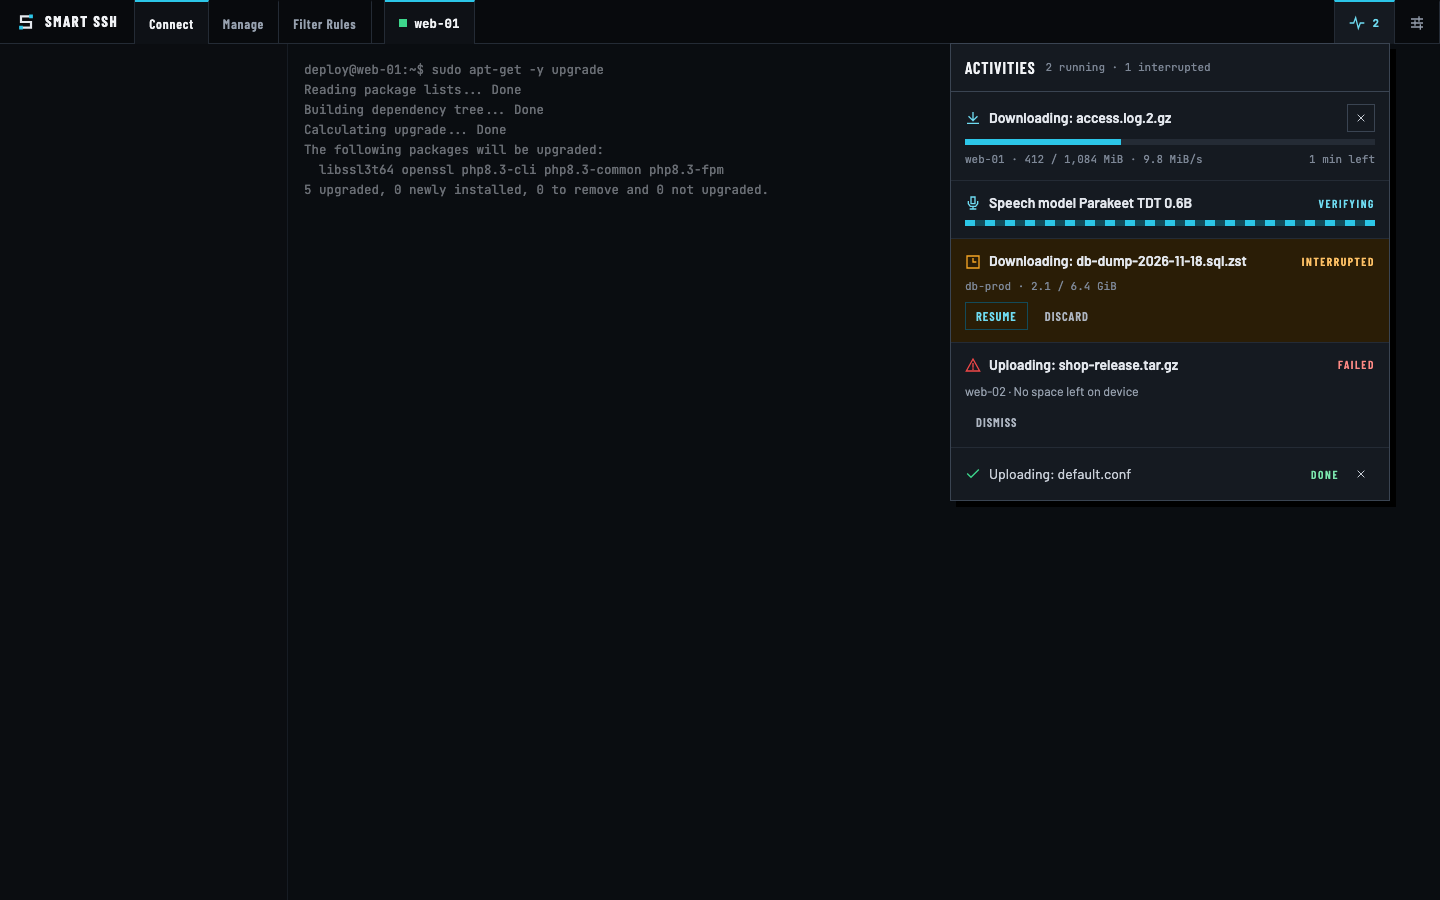 SMART SSH
Connect
Manage
Filter Rules
web-01
2
deploy@web-01:~$ sudo apt-get -y upgrade
Reading package lists... Done
Building dependency tree... Done
Calculating upgrade... Done
The following packages will be upgraded:
libssl3t64 openssl php8.3-cli php8.3-common php8.3-fpm
5 upgraded, 0 newly installed, 0 to remove and 0 not upgraded.
ACTIVITIES 2 running · 1 interrupted
Downloading: access.log.2.gz
web-01 · 412 / 1,084 MiB · 9.8 MiB/s 1 min left
Speech model Parakeet TDT 0.6B VERIFYING
Downloading: db-dump-2026-11-18.sql.zst INTERRUPTED
db-prod · 2.1 / 6.4 GiB
RESUME DISCARD
Uploading: shop-release.tar.gz FAILED
web-02 · No space left on device
DISMISS
Uploading: default.conf DONE